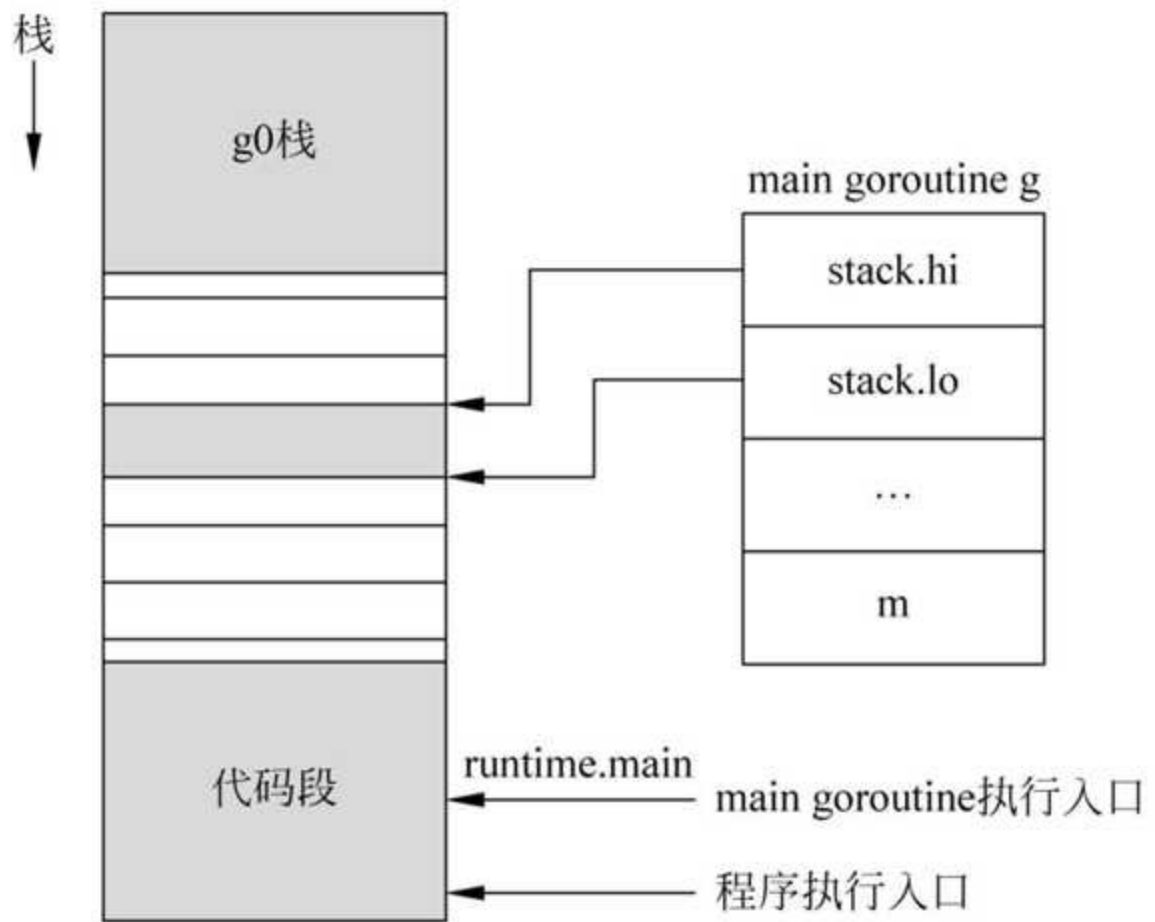 栈
g0栈
main goroutine g
stack.hi
stack.lo
…
m
代码段
runtime.main
main goroutine执行入口
程序执行入口